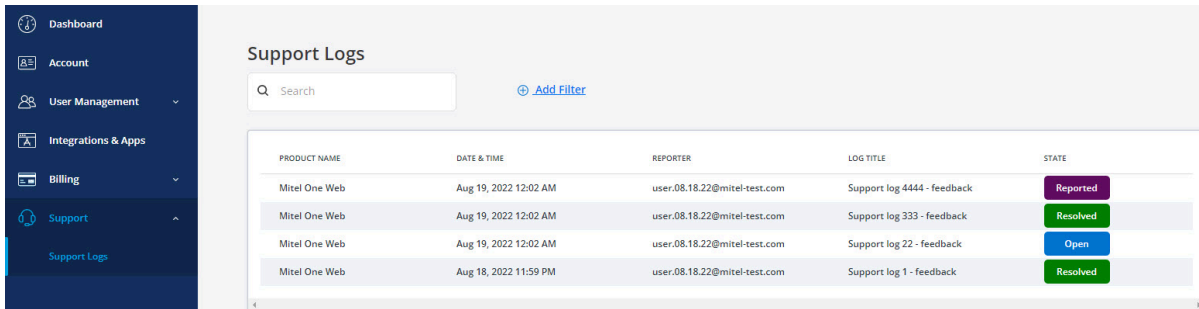 Dashboard
Account
User Management
Integrations & Apps
Billing
Support
Support Logs
Support Logs
Search
Add Filter
PRODUCT NAME DATE & TIME REPORTER LOG TITLE STATE
Mitel One Web Aug 19, 2022 12:02 AM user.08.18.22@mitel-test.com Support log 4444 - feedback Reported
Mitel One Web Aug 19, 2022 12:02 AM user.08.18.22@mitel-test.com Support log 333 - feedback Resolved
Mitel One Web Aug 19, 2022 12:02 AM user.08.18.22@mitel-test.com Support log 22 - feedback Open
Mitel One Web Aug 18, 2022 11:59 PM user.08.18.22@mitel-test.com Support log 1 - feedback Resolved